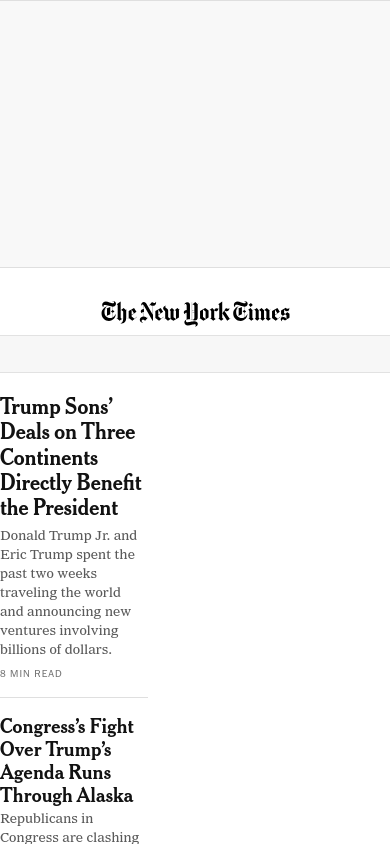 The New York Times
Trump Sons’
Deals on Three
Continents
Directly Benefit
the President
Donald Trump Jr. and
Eric Trump spent the
past two weeks
traveling the world
and announcing new
ventures involving
billions of dollars.
8 MIN READ
Congress’s Fight
Over Trump’s
Agenda Runs
Through Alaska
Republicans in
Congress are clashing